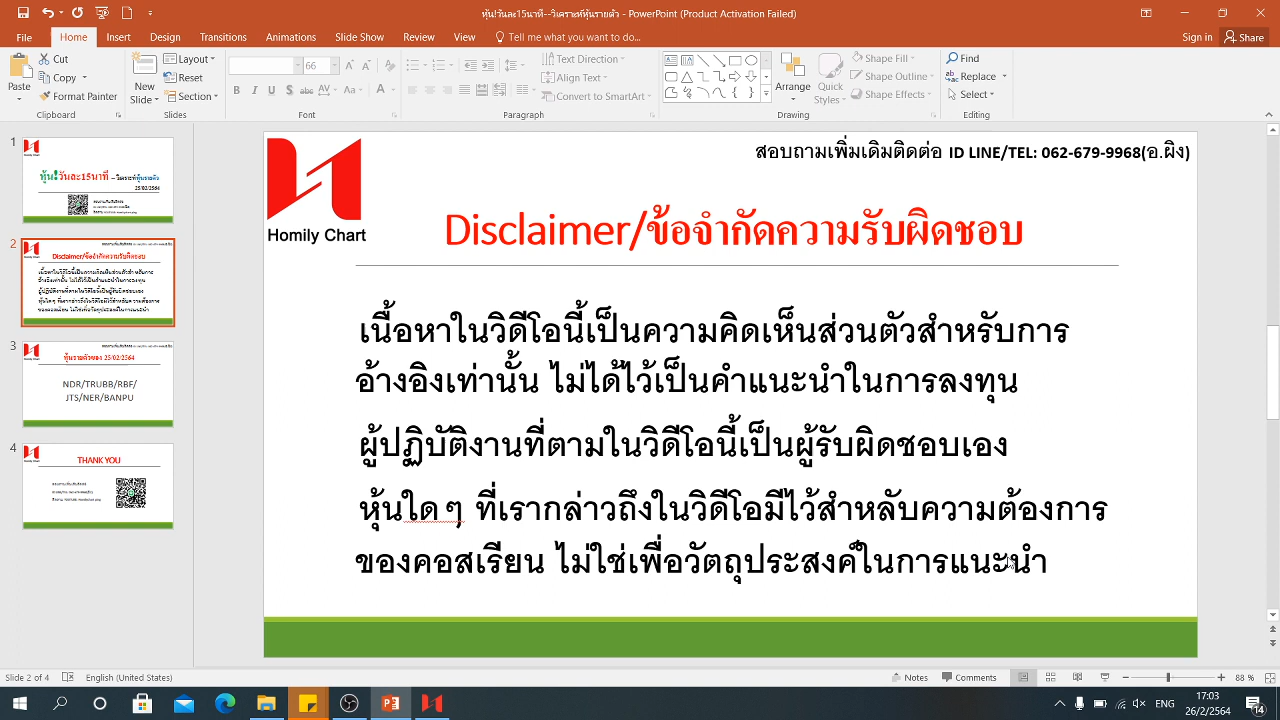 File Home Insert Design Transitions Animations Slide Show Review View Tell me what you want to do... Sign in Share
Cut Layout 66 Text Direction Shape Fill Find
Paste Copy New Reset Align Text Arrange Quick Shape Outline Replace
Format Painter Slide Section Convert to SmartArt Styles Shape Effects Select
Clipboard Slides Font Paragraph Drawing Editing
1
Homily Chart
หุ้น!วันละ15นาที – วิเคราะห์หุ้นรายตัว
25/02/2564
2
Disclaimer/ข้อจำกัดความรับผิดชอบ
3
หุ้นรายตัวของ 25/02/2564
NDR/TRUBB/RBF/
JTS/NER/BANPU
4
THANK YOU
สอบถามเพิ่มเดิมติดต่อ ID LINE/TEL: 062-679-9968(อ.ผิง)
Homily Chart
Disclaimer/ข้อจำกัดความรับผิดชอบ
เนื้อหาในวิดีโอนี้เป็นความคิดเห็นส่วนตัวสำหรับการ
อ้างอิงเท่านั้น ไม่ได้ไว้เป็นคำแนะนำในการลงทุน
ผู้ปฏิบัติงานที่ตามในวิดีโอนี้เป็นผู้รับผิดชอบเอง
หุ้นใดๆ ที่เรากล่าวถึงในวิดีโอมีไว้สำหลับความต้องการ
ของคอสเรียน ไม่ใช่เพื่อวัตถุประสงค์ในการแนะนำ
Slide 2 of 4 English (United States) Notes Comments 88 %
17:03
26/2/2564